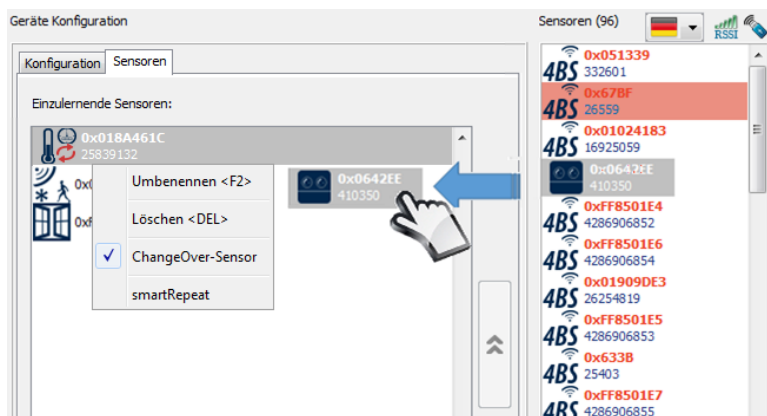 Geräte Konfiguration
Sensoren (96)
RSSI
Konfiguration
Sensoren
Einzulernende Sensoren:
0x018A461C
25839132
Umbenennen <F2>
Löschen <DEL>
ChangeOver-Sensor
smartRepeat
0x0642EE
410350
4BS
0x051339
332601
4BS
0x67BF
26559
4BS
0x01024183
16925059
0x0642EE
410350
4BS
0xFF8501E4
4286906852
4BS
0xFF8501E6
4286906854
4BS
0x01909DE3
26254819
4BS
0xFF8501E5
4286906853
4BS
0x633B
25403
4BS
0xFF8501E7
4286906855